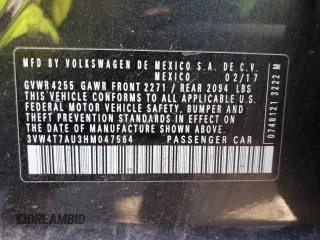 MFD. BY VOLKSWAGEN DE MEXICO S.A. DE C.V.
MEXICO 02/17
GVWR 4255 GAWR FRONT 2271 / REAR 2094 LBS
THIS VEHICLE CONFORMS TO ALL APPLICABLE U.S.
FEDERAL MOTOR VEHICLE SAFETY, BUMPER AND
THEFT PREVENTION STANDARDS IN EFFECT ON THE
DATE OF MANUFACTURE SHOWN ABOVE.
3VW4T7AU3HM047564 PASSENGER CAR
0748121 3222 M
DREAMBID